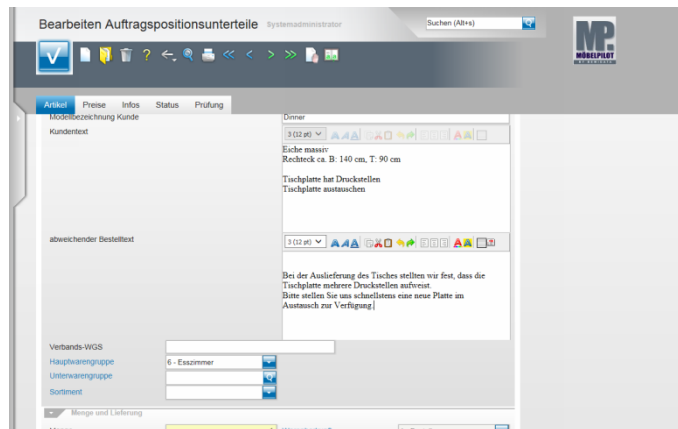 Bearbeiten Auftragspositionsunterteile Systemadministrator
Suchen (Alt+s)
MP
MÖBELPILOT
Artikel Preise Infos Status Prüfung
Modellbezeichnung Kunde Dinner
Kundentext
3 (12 pt)
Eiche massiv
Rechteck ca. B: 140 cm, T: 90 cm
Tischplatte hat Druckstellen
Tischplatte austauschen
abweichender Bestelltext
3 (12 pt)
Bei der Auslieferung des Tisches stellten wir fest, dass die
Tischplatte mehrere Druckstellen aufweist.
Bitte stellen Sie uns schnellstens eine neue Platte im
Austausch zur Verfügung.
Verbands-WGS
Hauptwarengruppe 6 - Esszimmer
Unterwarengruppe
Sortiment
Menge und Lieferung